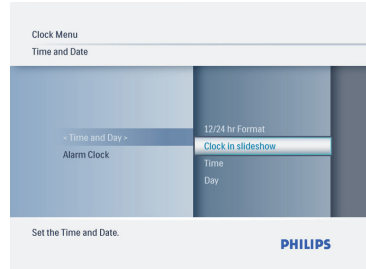 Clock Menu
Time and Date
< Time and Day >
Alarm Clock
12/24 hr Format
Clock in slideshow
Time
Day
Set the Time and Date.
PHILIPS